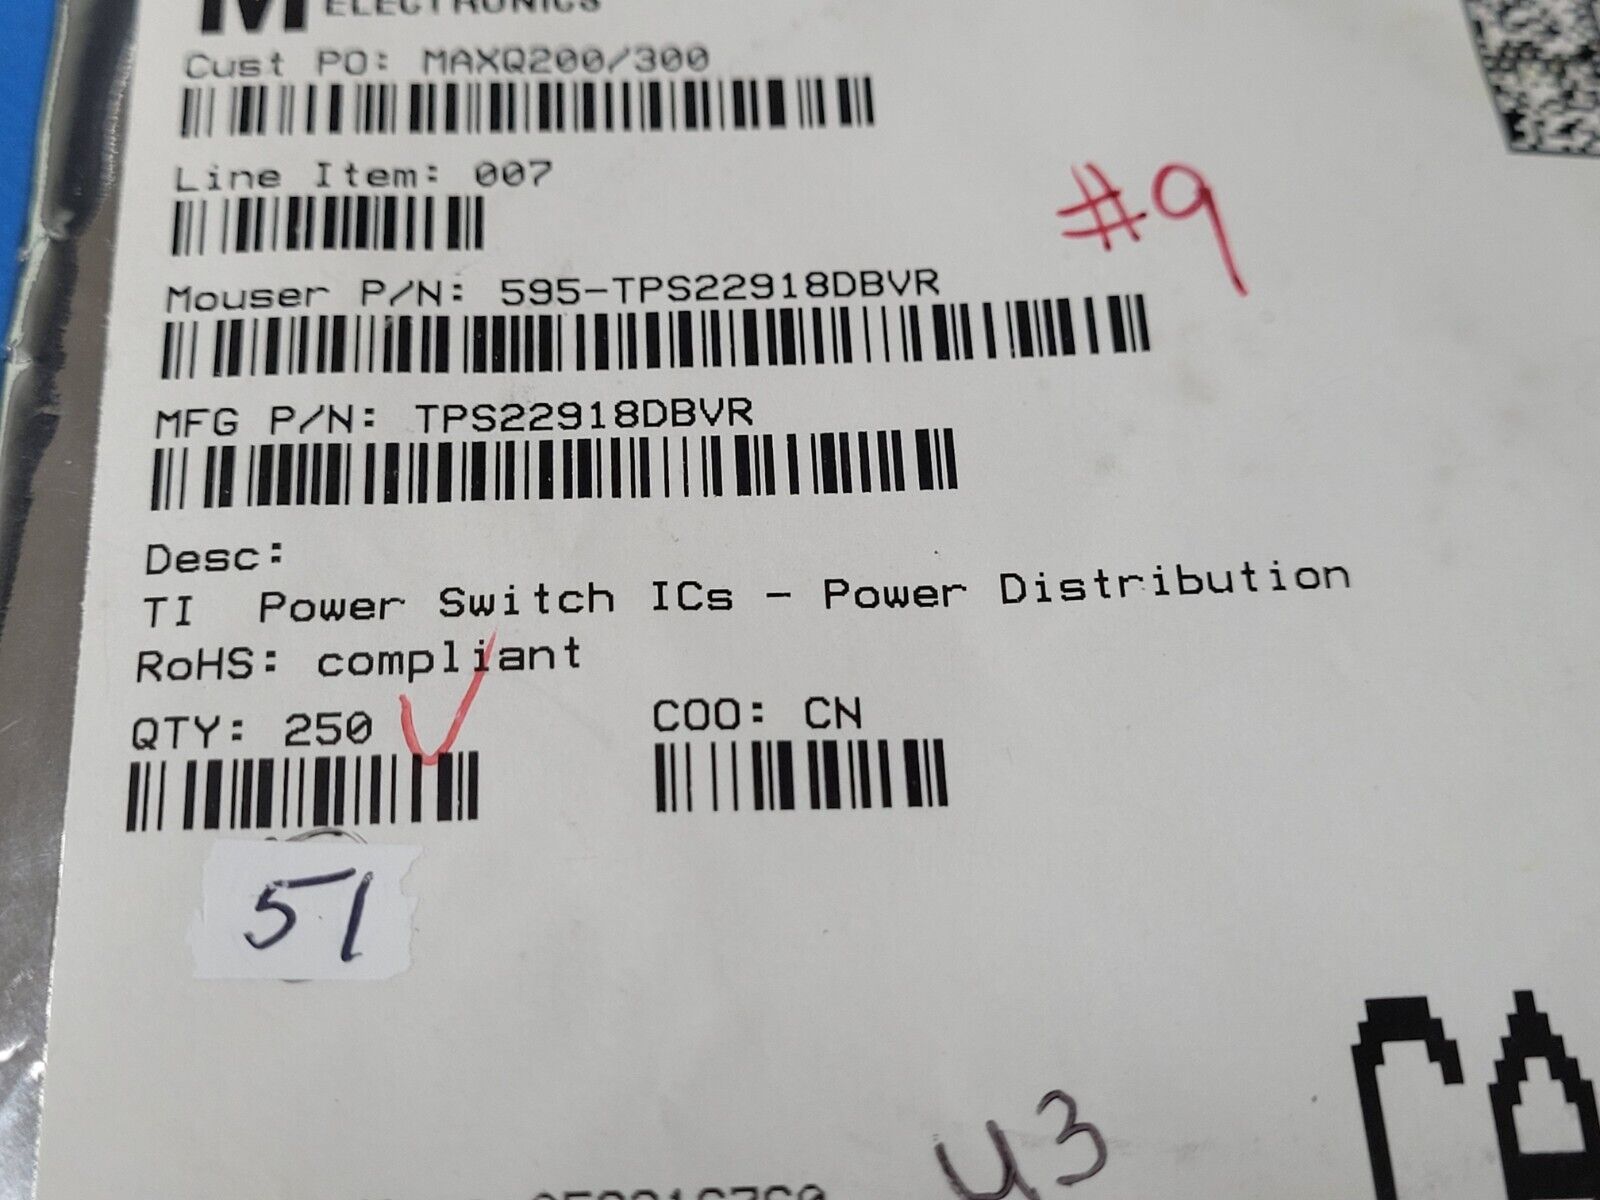 ELECTRONICS
Cust PO: MAXQ200/300
Line Item: 007
#9
Mouser P/N: 595-TPS22918DBVR
MFG P/N: TPS22918DBVR
Desc:
TI Power Switch ICs - Power Distribution
RoHS: compliant
QTY: 250
COO: CN
51
U3